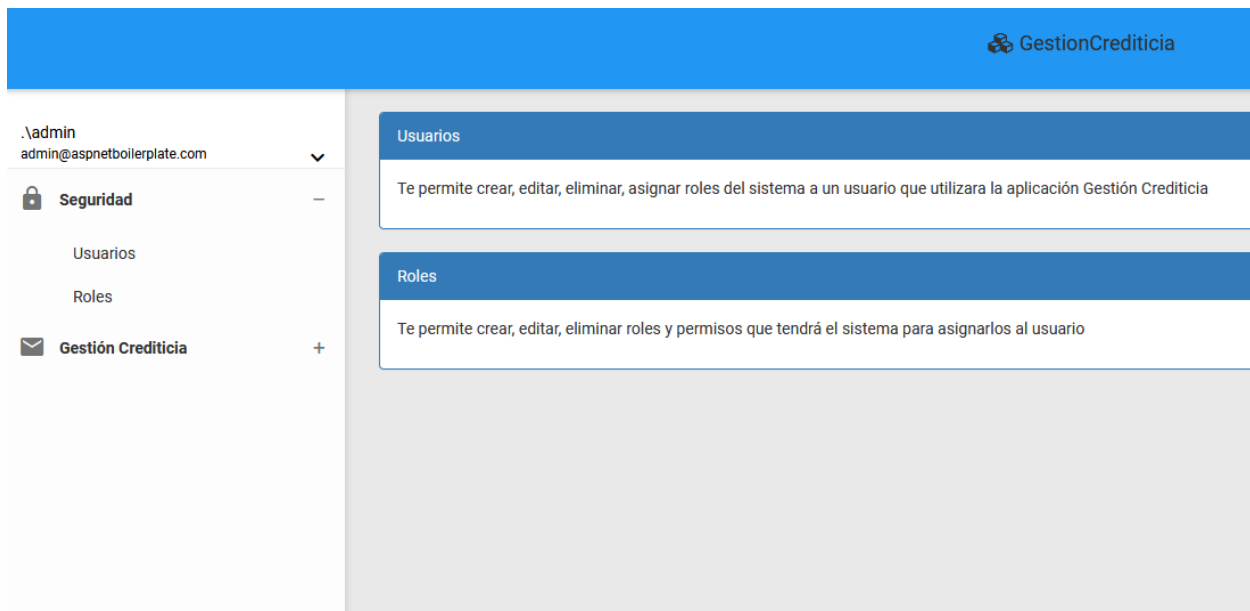 GestionCrediticia
.\admin
admin@aspnetboilerplate.com
Seguridad
Usuarios
Roles
Gestión Crediticia
Usuarios
Te permite crear, editar, eliminar, asignar roles del sistema a un usuario que utilizara la aplicación Gestión Crediticia
Roles
Te permite crear, editar, eliminar roles y permisos que tendrá el sistema para asignarlos al usuario